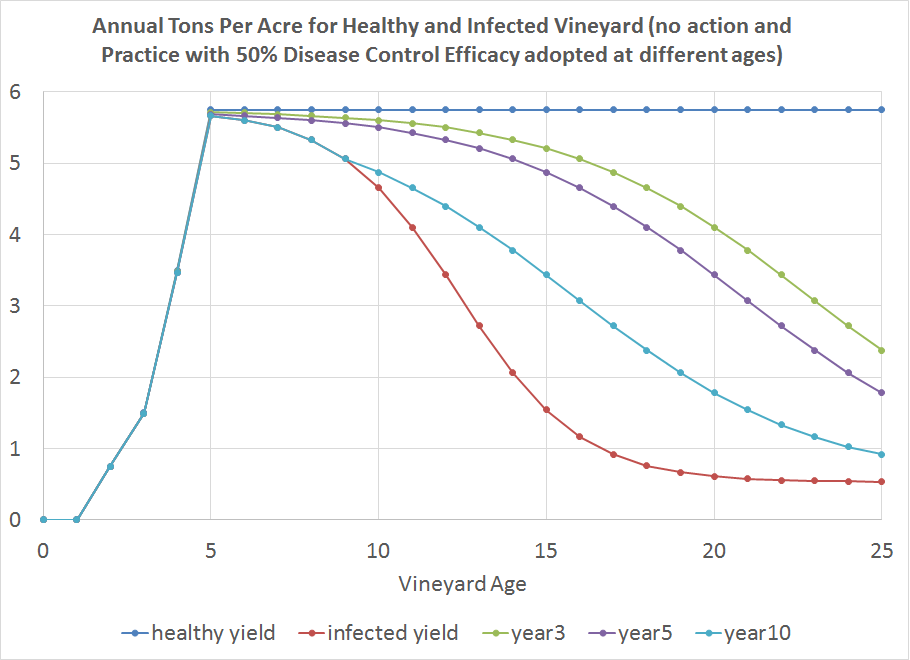 Annual Tons Per Acre for Healthy and Infected Vineyard (no action and
Practice with 50% Disease Control Efficacy adopted at different ages)
6
5
4
3
2
1
0
0 5 10 15 20 25
Vineyard Age
healthy yield infected yield year3 year5 year10